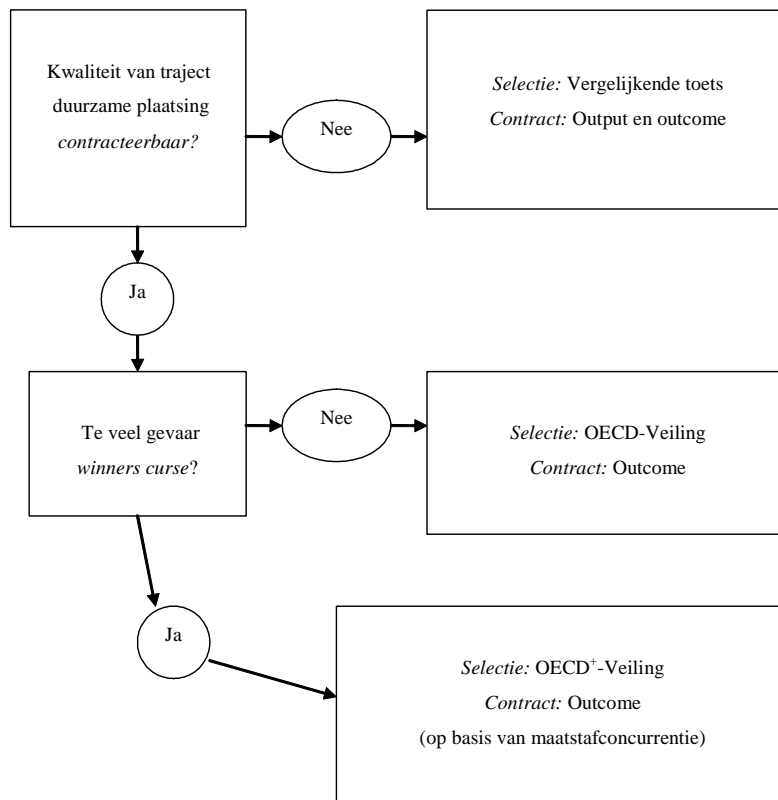 Kwaliteit van traject
duurzame plaatsing
contracteerbaar?
Nee
Selectie: Vergelijkende toets
Contract: Output en outcome
Ja
Te veel gevaar
winners curse?
Nee
Selectie: OECD-Veiling
Contract: Outcome
Ja
Selectie: OECD⁺-Veiling
Contract: Outcome
(op basis van maatstafconcurrentie)